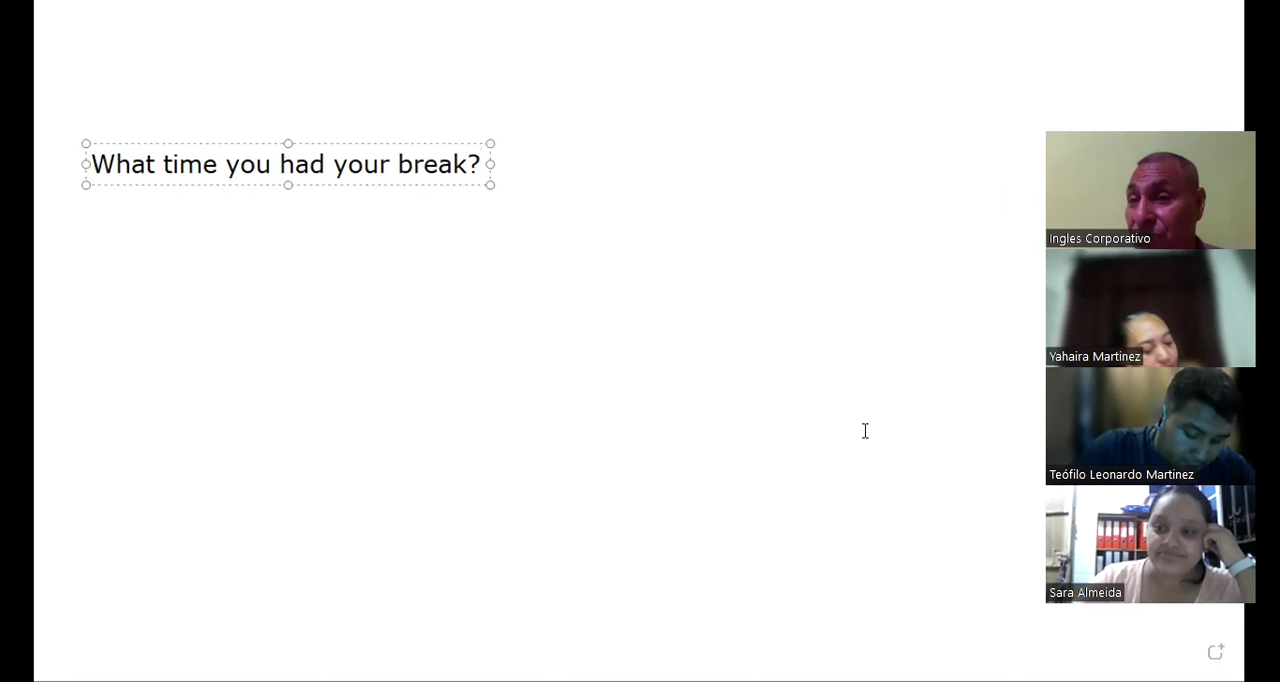 What time you had your break?
Ingles Corporativo
Yahaira Martinez
Teófilo Leonardo Martinez
Sara Almeida